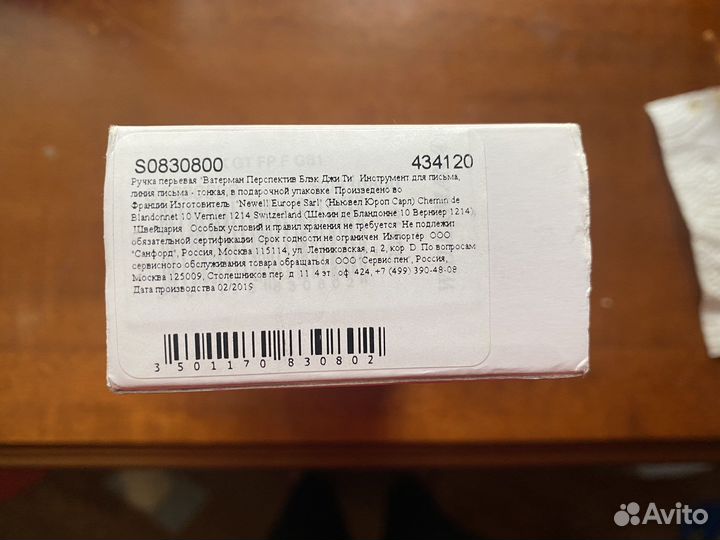 S0830800 434120
Ручка перьевая "Ватерман Перспектив Блэк Джи Ти" Инструмент для письма,
линия письма - тонкая, в подарочной упаковке Произведено во
Франции Изготовитель "Newell Europe Sarl" (Ньювел Юроп Сарл) Chemin de
Blandonnet 10 Vernier 1214 Switzerland (Шемин де Бландонне 10 Верниер 1214),
Швейцария Особых условий и правил хранения не требуется Не подлежит
обязательной сертификации Срок годности не ограничен Импортер ООО
"Санфорд", Россия, Москва 115114, ул Летниковская, д 2, кор D По вопросам
сервисного обслуживания товара обращаться ООО "Сервис пен", Россия,
Москва 125009, Столешников пер д 11 4 эт, оф 424, +7 (499) 390-48-08
Дата производства 02/2019
3 501170 830802
Avito